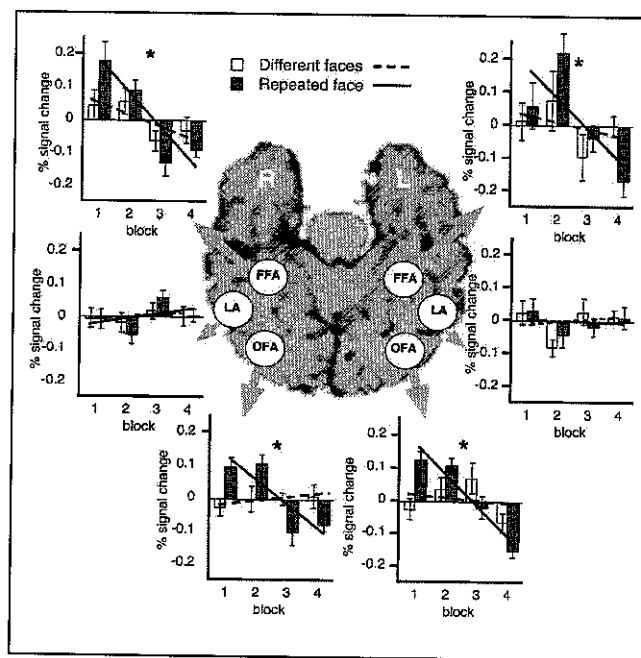 Different faces
Repeated face
% signal change
0.2
0.1
0
-0.1
-0.2
*
1 2 3 4
block
% signal change
0.2
0.1
0
-0.1
-0.2
*
1 2 3 4
block
R L
% signal change
0.2
0.1
0
-0.1
-0.2
1 2 3 4
block
FFA FFA
LA LA
OFA OFA
% signal change
0.2
0.1
0
-0.1
-0.2
1 2 3 4
block
% signal change
0.2
0.1
0
-0.1
-0.2
*
1 2 3 4
block
% signal change
0.2
0.1
0
-0.1
-0.2
*
1 2 3 4
block